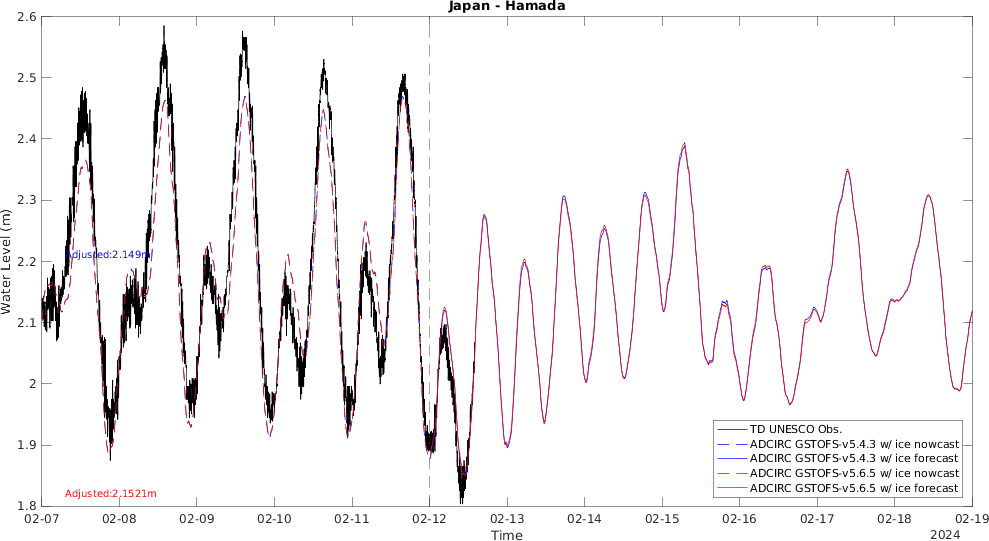 Japan - Hamada
2.6
2.5
2.4
2.3
2.2
2.1
2
1.9
1.8
Water Level (m)
Adjusted:2.149m
Adjusted:2.1521m
TD UNESCO Obs.
ADCIRC GSTOFS-v5.4.3 w/ ice nowcast
ADCIRC GSTOFS-v5.4.3 w/ ice forecast
ADCIRC GSTOFS-v5.6.5 w/ ice nowcast
ADCIRC GSTOFS-v5.6.5 w/ ice forecast
02-07 02-08 02-09 02-10 02-11 02-12 02-13 02-14 02-15 02-16 02-17 02-18 02-19
Time
2024